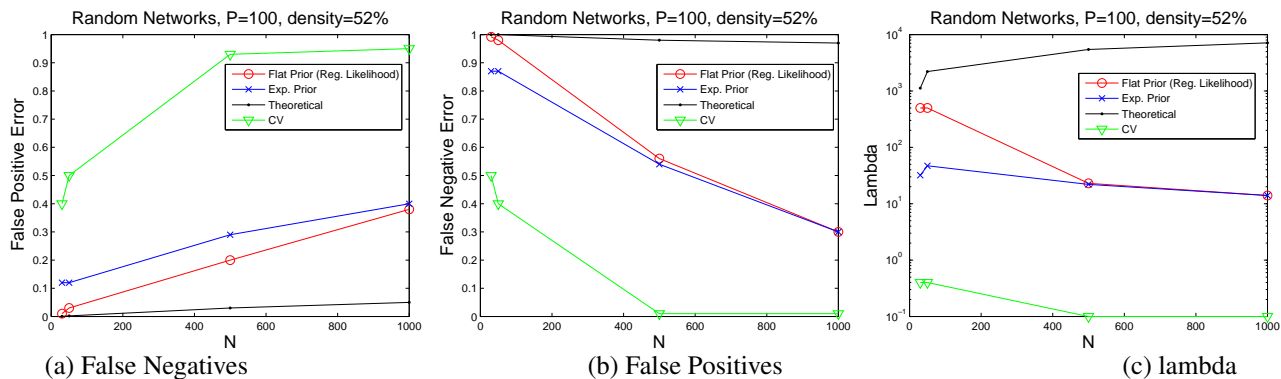 Random Networks, P=100, density=52%
1
0.9
0.8
0.7
0.6
0.5
0.4
0.3
0.2
0.1
0
False Positive Error
Flat Prior (Reg. Likelihood)
Exp. Prior
Theoretical
CV
0 200 400 600 800 1000
N
(a) False Negatives
Random Networks, P=100, density=52%
1
0.9
0.8
0.7
0.6
0.5
0.4
0.3
0.2
0.1
0
False Negative Error
Flat Prior (Reg. Likelihood)
Exp. Prior
Theoretical
CV
0 200 400 600 800 1000
N
(b) False Positives
Random Networks, P=100, density=52%
10^4
10^3
10^2
10^1
10^0
10^-1
Lambda
Flat Prior (Reg. Likelihood)
Exp. Prior
Theoretical
CV
0 200 400 600 800 1000
N
(c) lambda